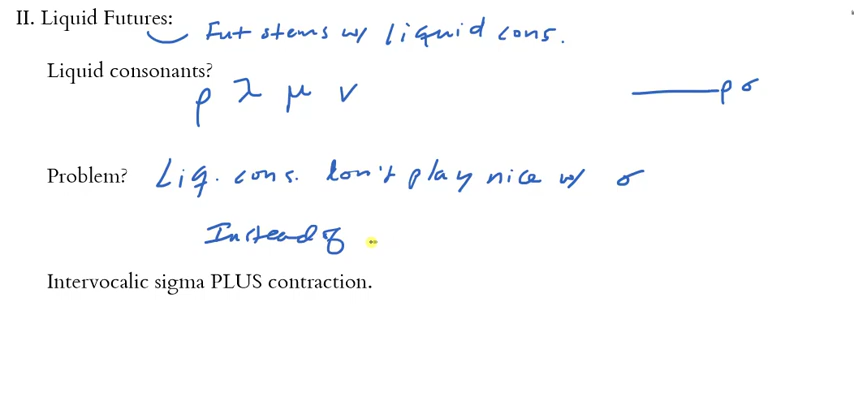 II. Liquid Futures:
Fut stems w/ liquid cons.
Liquid consonants?
ρ λ μ ν
ρσ
Problem? Liq. cons. don't play nice w/ σ
Instead of
Intervocalic sigma PLUS contraction.